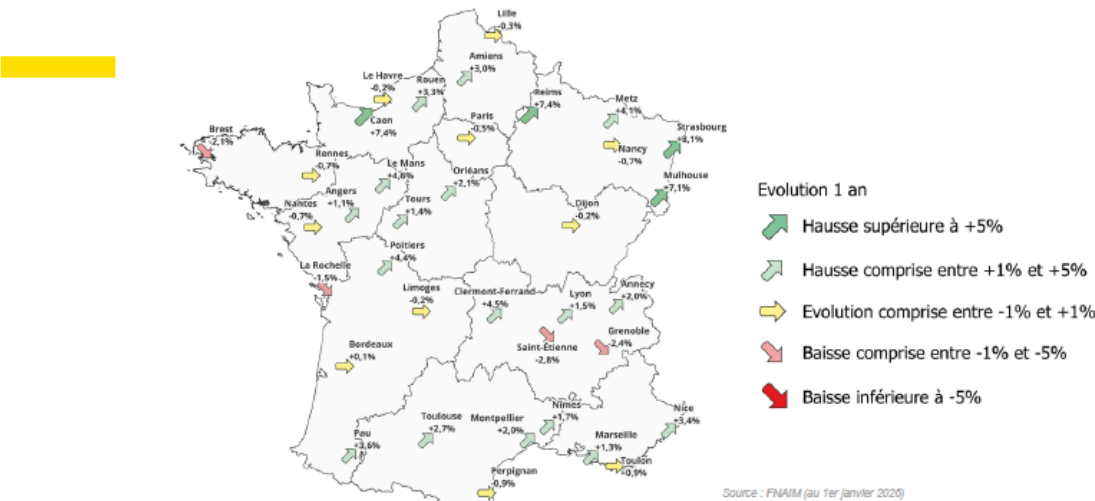 Lille
-0,3%
Amiens
+3,0%
Le Havre
-0,2%
Rouen
+3,3%
Reims
+7,4%
Metz
+4,1%
Caen
+7,4%
Paris
-0,5%
Strasbourg
+8,1%
Brest
-2,1%
Nancy
-0,7%
Rennes
-0,7%
Le Mans
+4,6%
Orléans
+2,1%
Mulhouse
+7,1%
Angers
+1,1%
Nantes
-0,7%
Tours
+1,4%
Dijon
-0,2%
Poitiers
+4,4%
La Rochelle
-1,5%
Limoges
-0,2%
Clermont-Ferrand
+4,5%
Lyon
+1,5%
Annecy
+2,0%
Grenoble
-2,4%
Saint-Étienne
-2,8%
Bordeaux
+0,1%
Toulouse
+2,7%
Montpellier
+2,0%
Nîmes
+1,7%
Nice
+3,4%
Pau
+3,6%
Marseille
+1,3%
Toulon
+0,9%
Perpignan
-0,9%
Evolution 1 an
Hausse supérieure à +5%
Hausse comprise entre +1% et +5%
Evolution comprise entre -1% et +1%
Baisse comprise entre -1% et -5%
Baisse inférieure à -5%
Source : FNAIM (au 1er janvier 2026)